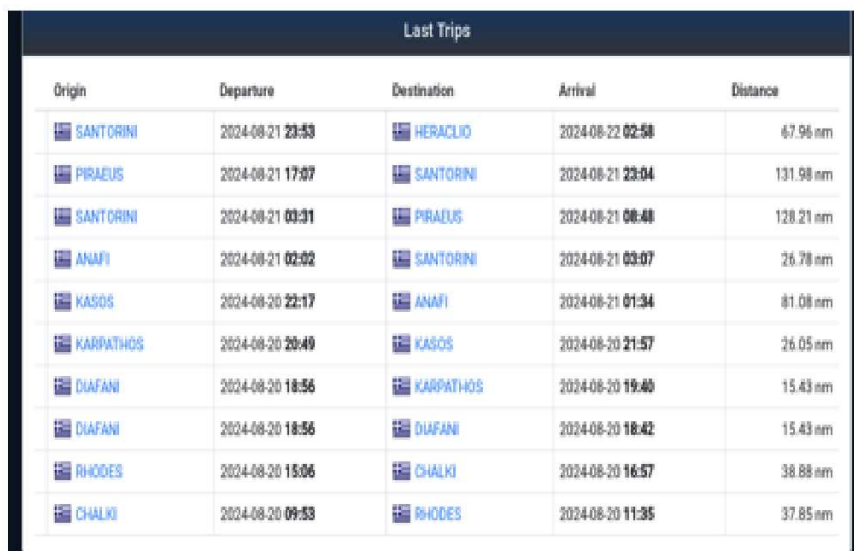 Last Trips
Origin Departure Destination Arrival Distance
SANTORINI 2024-08-21 23:53 HERACLIO 2024-08-22 02:58 67.96 nm
PIRAEUS 2024-08-21 17:07 SANTORINI 2024-08-21 23:04 131.98 nm
SANTORINI 2024-08-21 03:31 PIRAEUS 2024-08-21 08:48 128.21 nm
ANAFI 2024-08-21 02:02 SANTORINI 2024-08-21 03:07 26.78 nm
KASOS 2024-08-20 22:17 ANAFI 2024-08-21 01:34 81.08 nm
KARPATHOS 2024-08-20 20:49 KASOS 2024-08-20 21:57 26.05 nm
DIAFANI 2024-08-20 18:56 KARPATHOS 2024-08-20 19:40 15.43 nm
DIAFANI 2024-08-20 18:56 DIAFANI 2024-08-20 18:42 15.43 nm
RHODES 2024-08-20 15:06 CHALKI 2024-08-20 16:57 38.88 nm
CHALKI 2024-08-20 09:53 RHODES 2024-08-20 11:35 37.85 nm